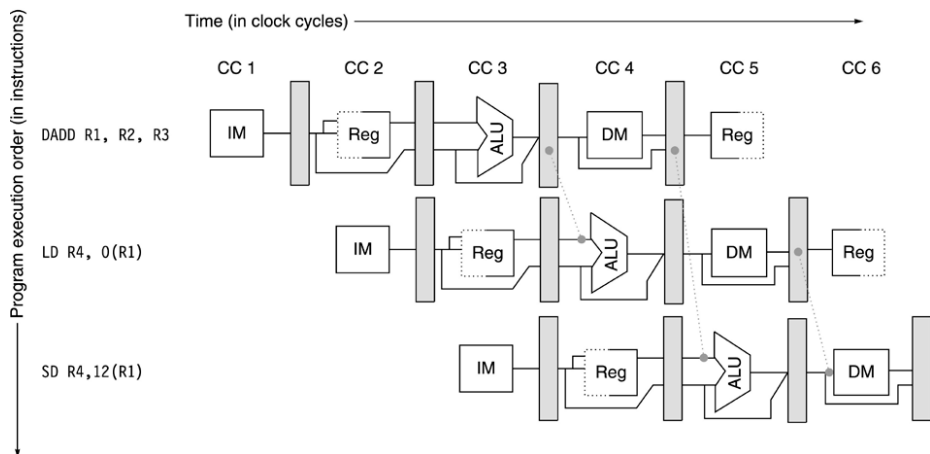 Time (in clock cycles)
CC 1 CC 2 CC 3 CC 4 CC 5 CC 6
Program execution order (in instructions)
DADD R1, R2, R3
IM Reg ALU DM Reg
LD R4, 0(R1)
IM Reg ALU DM Reg
SD R4,12(R1)
IM Reg ALU DM